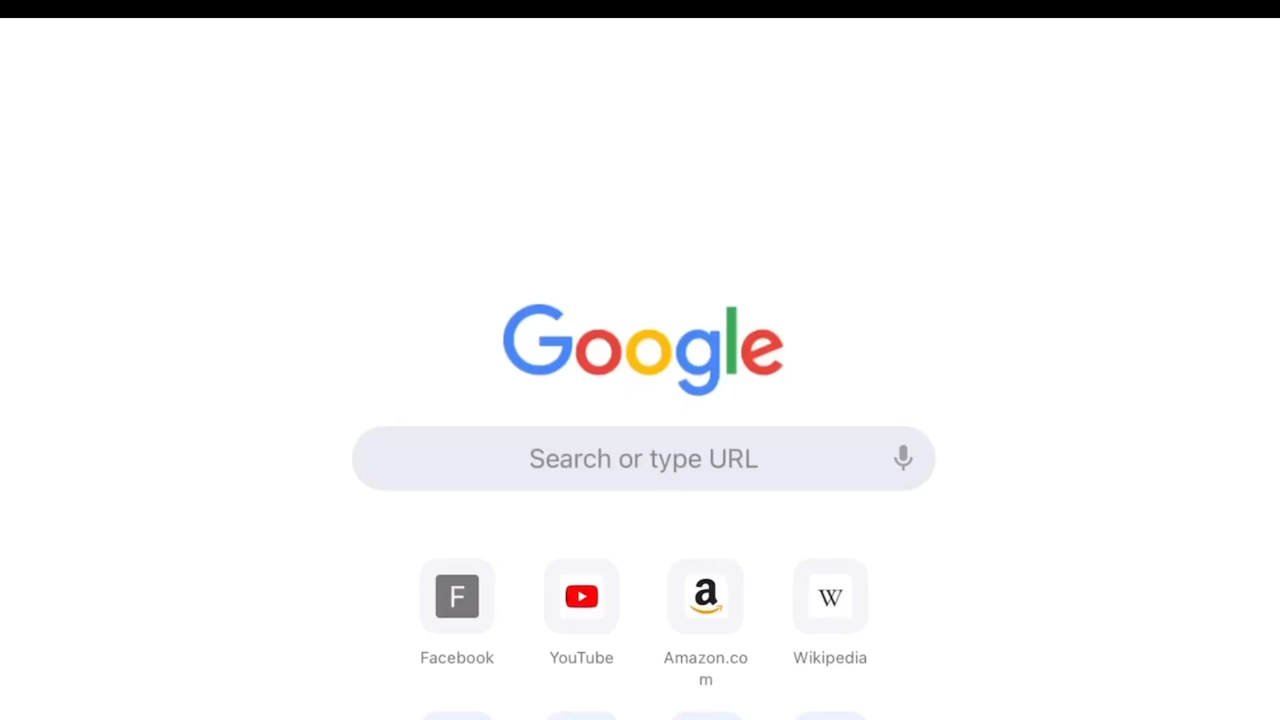 Google
Search or type URL
F
a
W
Facebook
YouTube
Amazon.co
m
Wikipedia